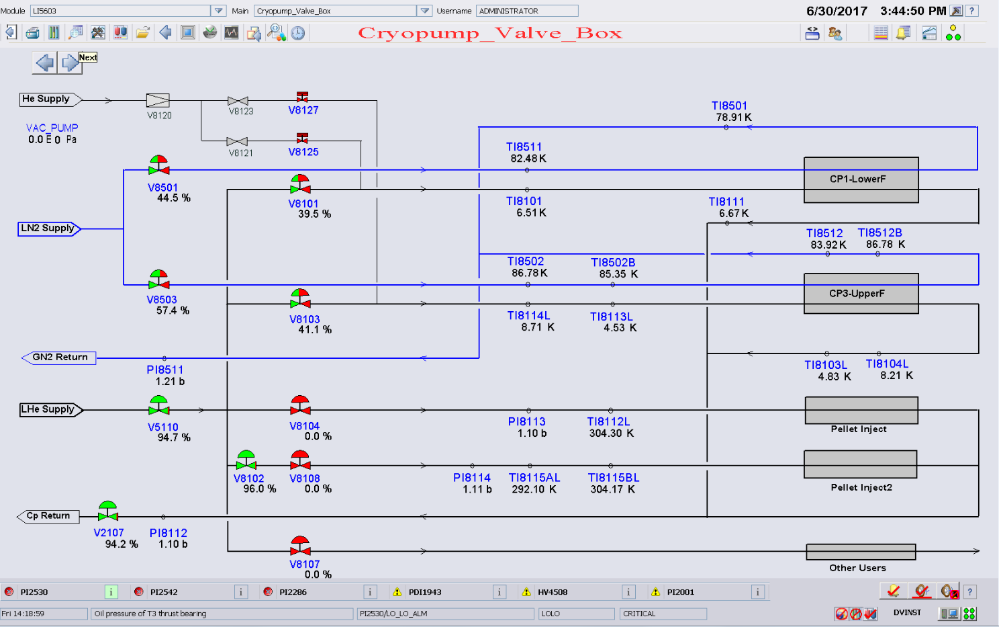 Module LI5603 Main Cryopump_Valve_Box Username ADMINISTRATOR 6/30/2017 3:44:50 PM ?
Cryopump_Valve_Box
Next
He Supply
V8120
V8123
V8127
VAC_PUMP
0.0 E 0 Pa
V8121
V8125
TI8501
78.91 K
TI8511
82.48 K
V8501
44.5 %
V8101
39.5 %
CP1-LowerF
TI8101
6.51 K
TI8111
6.67 K
LN2 Supply
TI8512
83.92 K
TI8512B
86.78 K
TI8502
86.78 K
TI8502B
85.35 K
V8503
57.4 %
V8103
41.1 %
CP3-UpperF
TI8114L
8.71 K
TI8113L
4.53 K
GN2 Return
PI8511
1.21 b
TI8103L
4.83 K
TI8104L
8.21 K
LHe Supply
V5110
94.7 %
V8104
0.0 %
PI8113
1.10 b
TI8112L
304.30 K
Pellet Inject
V8102
96.0 %
V8108
0.0 %
PI8114
1.11 b
TI8115AL
292.10 K
TI8115BL
304.17 K
Pellet Inject2
Cp Return
V2107
94.2 %
PI8112
1.10 b
V8107
0.0 %
Other Users
PI2530 i PI2542 i PI2286 i PDI1943 i HV4508 i PI2001 i ?
Fri 14:18:59 Oil pressure of T3 thrust bearing PI2530/LO_LO_ALM LOLO CRITICAL DVINST